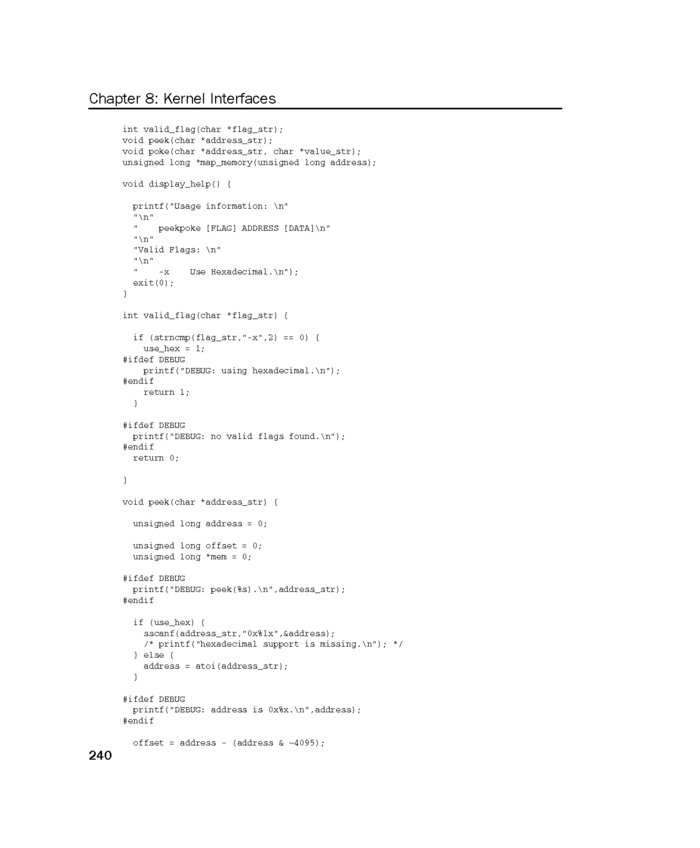 Chapter 8: Kernel Interfaces
int valid_flag(char *flag_str);
void peek(char *address_str);
void poke(char *address_str, char *value_str);
unsigned long *map_memory(unsigned long address);
void display_help() {
printf("Usage information: \n"
"\n"
"    peekpoke [FLAG] ADDRESS [DATA]\n"
"\n"
"Valid Flags: \n"
"\n"
"    -x    Use Hexadecimal.\n");
exit(0);
}
int valid_flag(char *flag_str) {
if (strncmp(flag_str,"-x",2) == 0) {
use_hex = 1;
#ifdef DEBUG
printf("DEBUG: using hexadecimal.\n");
#endif
return 1;
}
#ifdef DEBUG
printf("DEBUG: no valid flags found.\n");
#endif
return 0;
}
void peek(char *address_str) {
unsigned long address = 0;
unsigned long offset = 0;
unsigned long *mem = 0;
#ifdef DEBUG
printf("DEBUG: peek(%s).\n",address_str);
#endif
if (use_hex) {
sscanf(address_str,"0x%lx",&address);
/* printf("hexadecimal support is missing.\n"); */
} else {
address = atoi(address_str);
}
#ifdef DEBUG
printf("DEBUG: address is 0x%x.\n",address);
#endif
offset = address - (address & ~4095);
240